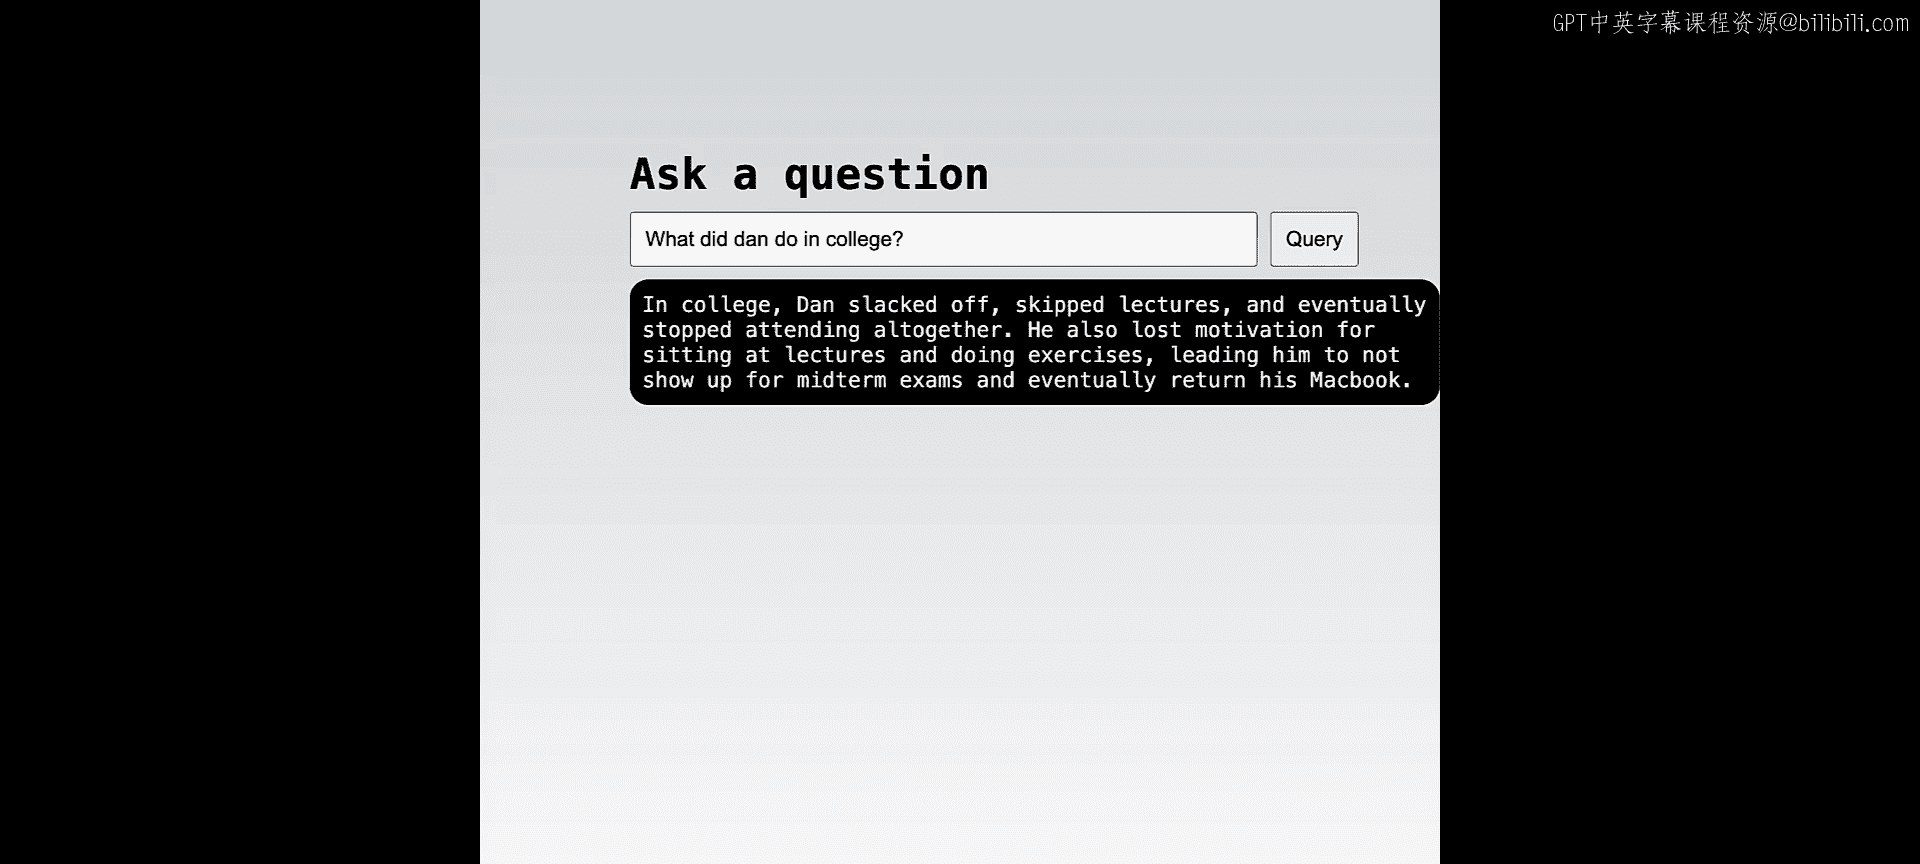 GPT中英字幕课程资源@bilibili.com
Ask a question
What did dan do in college?
Query
In college, Dan slacked off, skipped lectures, and eventually
stopped attending altogether. He also lost motivation for
sitting at lectures and doing exercises, leading him to not
show up for midterm exams and eventually return his Macbook.